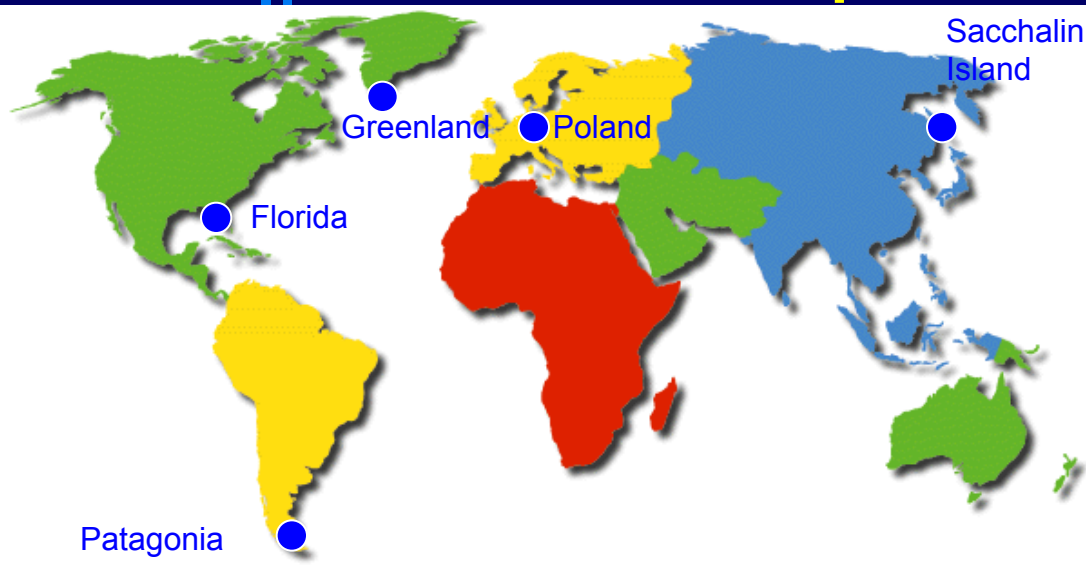 Sacchalin
Island
Greenland
Poland
Florida
Patagonia